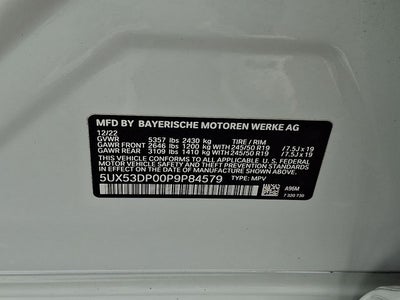 MFD BY BAYERISCHE MOTOREN WERKE AG
12/22
GVWR 5357 lbs 2430 kg TIRE / RIM
GAWR FRONT 2646 lbs 1200 kg WITH 245/50 R19 /7.5J x 19
GAWR REAR 3109 lbs 1410 kg WITH 245/50 R19 /7.5J x 19
THIS VEHICLE CONFORMS TO ALL APPLICABLE U.S. FEDERAL
MOTOR VEHICLE SAFETY AND THEFT PREVENTION STANDARDS IN
EFFECT ON THE DATE OF MANUFACTURE SHOWN ABOVE.
5UX53DP00P9P84579 TYPE: MPV
A96M
7 320 730